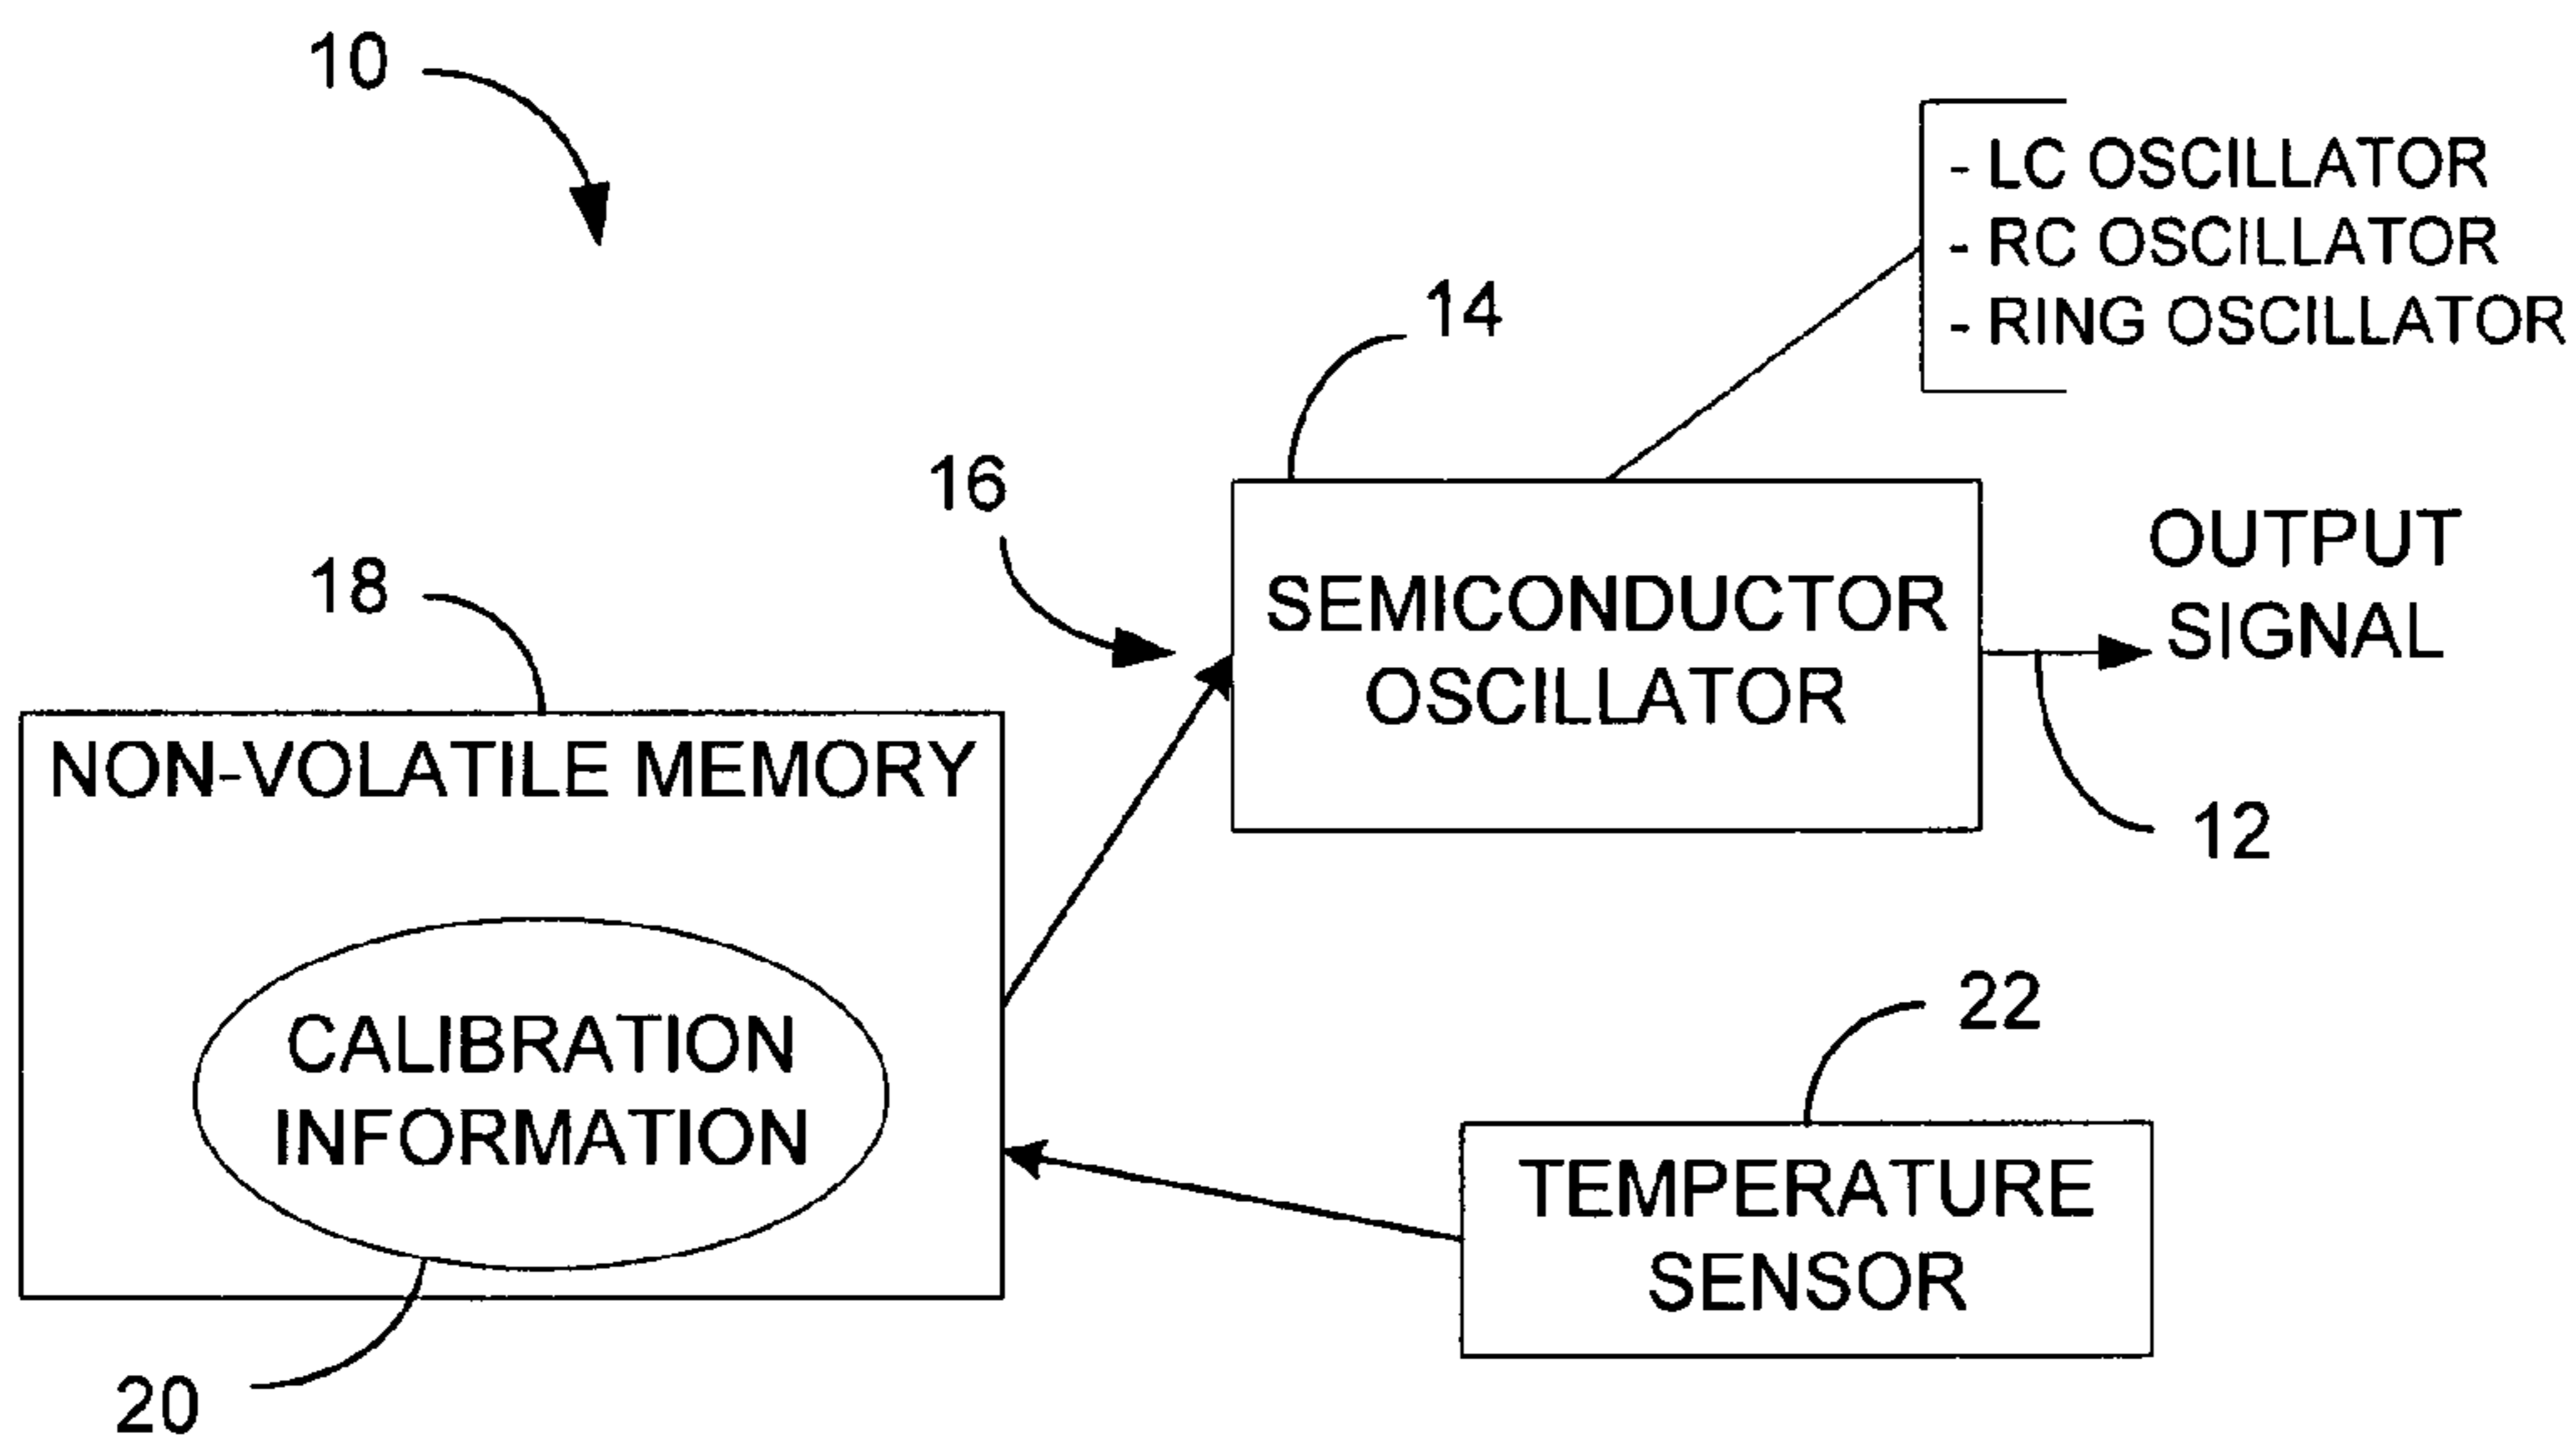 10
- LC OSCILLATOR
- RC OSCILLATOR
- RING OSCILLATOR
14
16
SEMICONDUCTOR
OSCILLATOR
OUTPUT
SIGNAL
12
18
NON-VOLATILE MEMORY
CALIBRATION
INFORMATION
20
22
TEMPERATURE
SENSOR